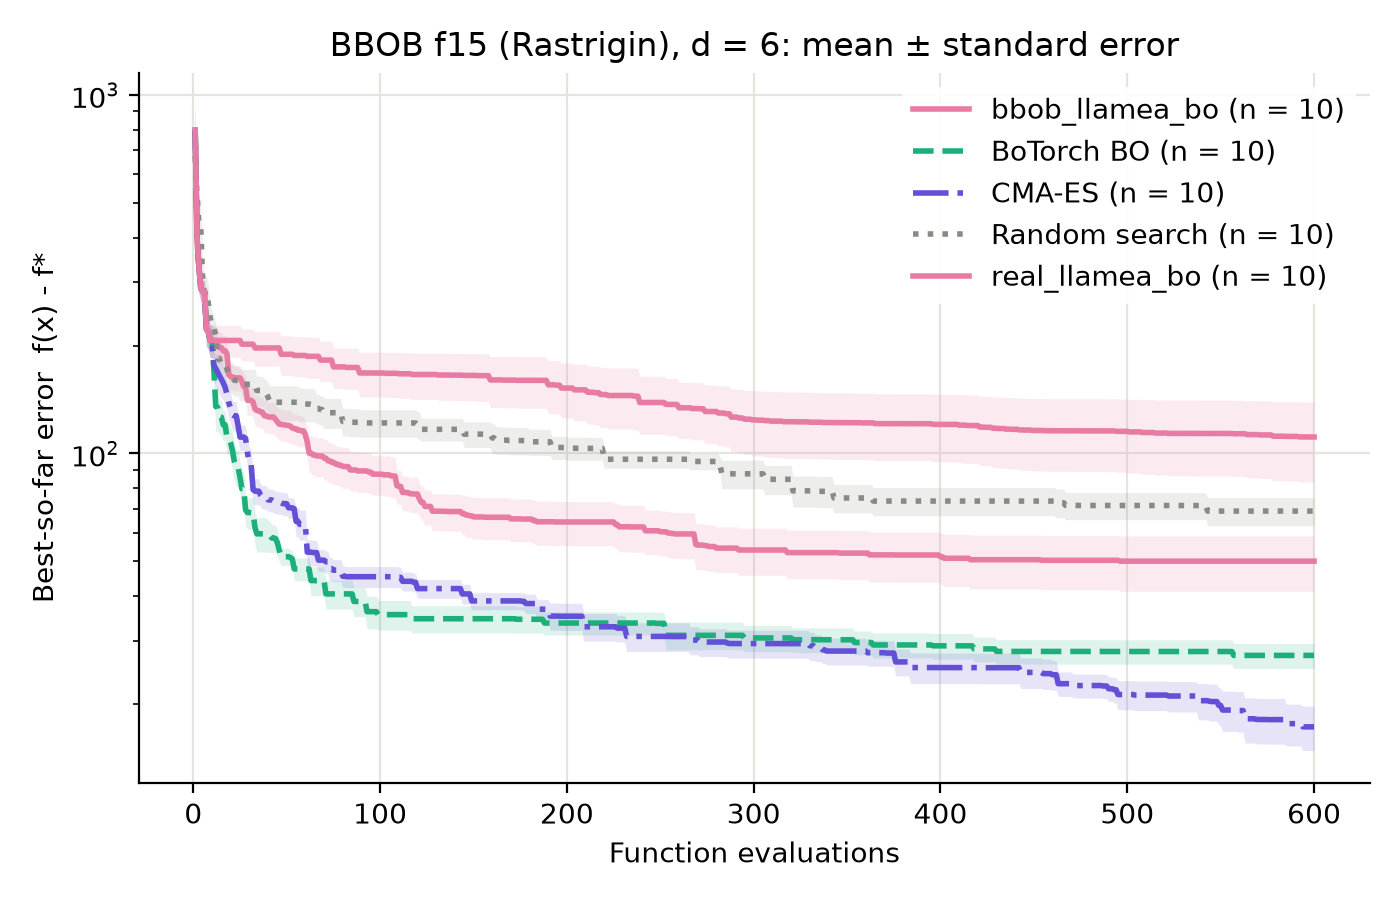 BBOB f15 (Rastrigin), d = 6: mean ± standard error
Best-so-far error  f(x) - f*
10³
10²
bbob_llamea_bo (n = 10)
BoTorch BO (n = 10)
CMA-ES (n = 10)
Random search (n = 10)
real_llamea_bo (n = 10)
0 100 200 300 400 500 600
Function evaluations